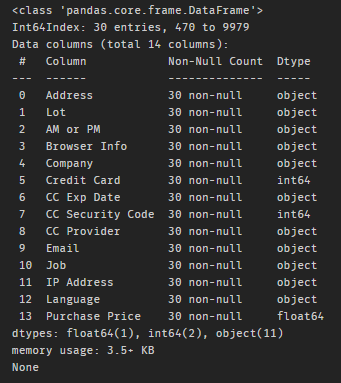 <class 'pandas.core.frame.DataFrame'>
Int64Index: 30 entries, 470 to 9979
Data columns (total 14 columns):
 #   Column            Non-Null Count  Dtype
---  ------            --------------  -----
 0   Address           30 non-null     object
 1   Lot               30 non-null     object
 2   AM or PM          30 non-null     object
 3   Browser Info      30 non-null     object
 4   Company           30 non-null     object
 5   Credit Card       30 non-null     int64
 6   CC Exp Date       30 non-null     object
 7   CC Security Code  30 non-null     int64
 8   CC Provider       30 non-null     object
 9   Email             30 non-null     object
 10  Job               30 non-null     object
 11  IP Address        30 non-null     object
 12  Language          30 non-null     object
 13  Purchase Price    30 non-null     float64
dtypes: float64(1), int64(2), object(11)
memory usage: 3.5+ KB
None